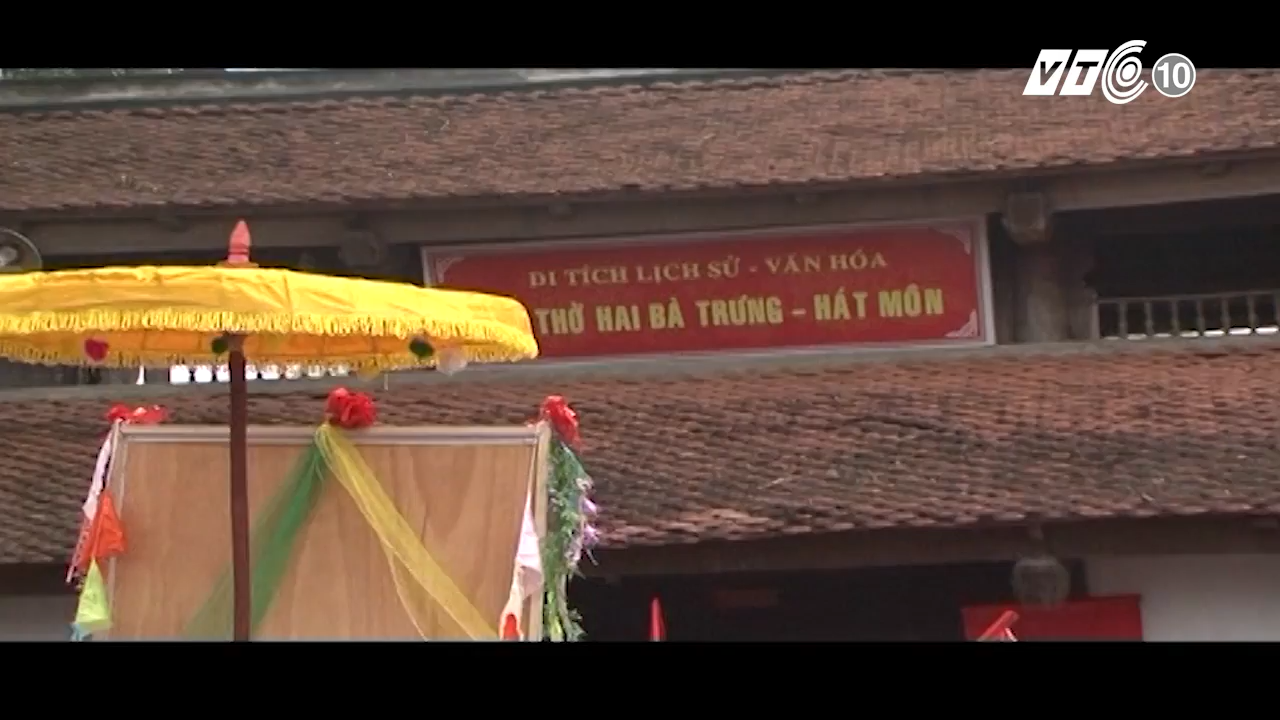 VTC10
DI TÍCH LỊCH SỬ - VĂN HÓA
THỜ HAI BÀ TRƯNG - HÁT MÔN